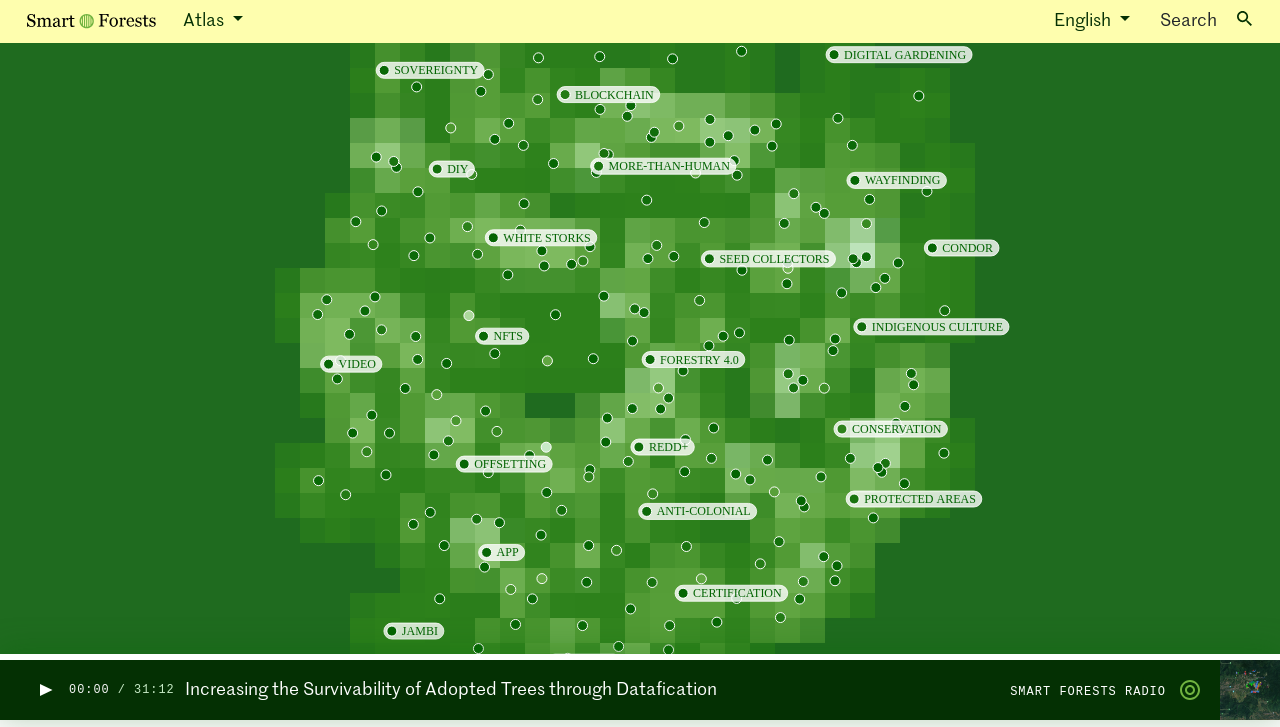 Smart Forests
Atlas
English
Search
DIGITAL GARDENING
SOVEREIGNTY
BLOCKCHAIN
MORE-THAN-HUMAN
DIY
WAYFINDING
WHITE STORKS
CONDOR
SEED COLLECTORS
INDIGENOUS CULTURE
NFTS
FORESTRY 4.0
VIDEO
CONSERVATION
REDD+
OFFSETTING
PROTECTED AREAS
ANTI-COLONIAL
APP
CERTIFICATION
JAMBI
00:00 / 31:12
Increasing the Survivability of Adopted Trees through Datafication
SMART FORESTS RADIO